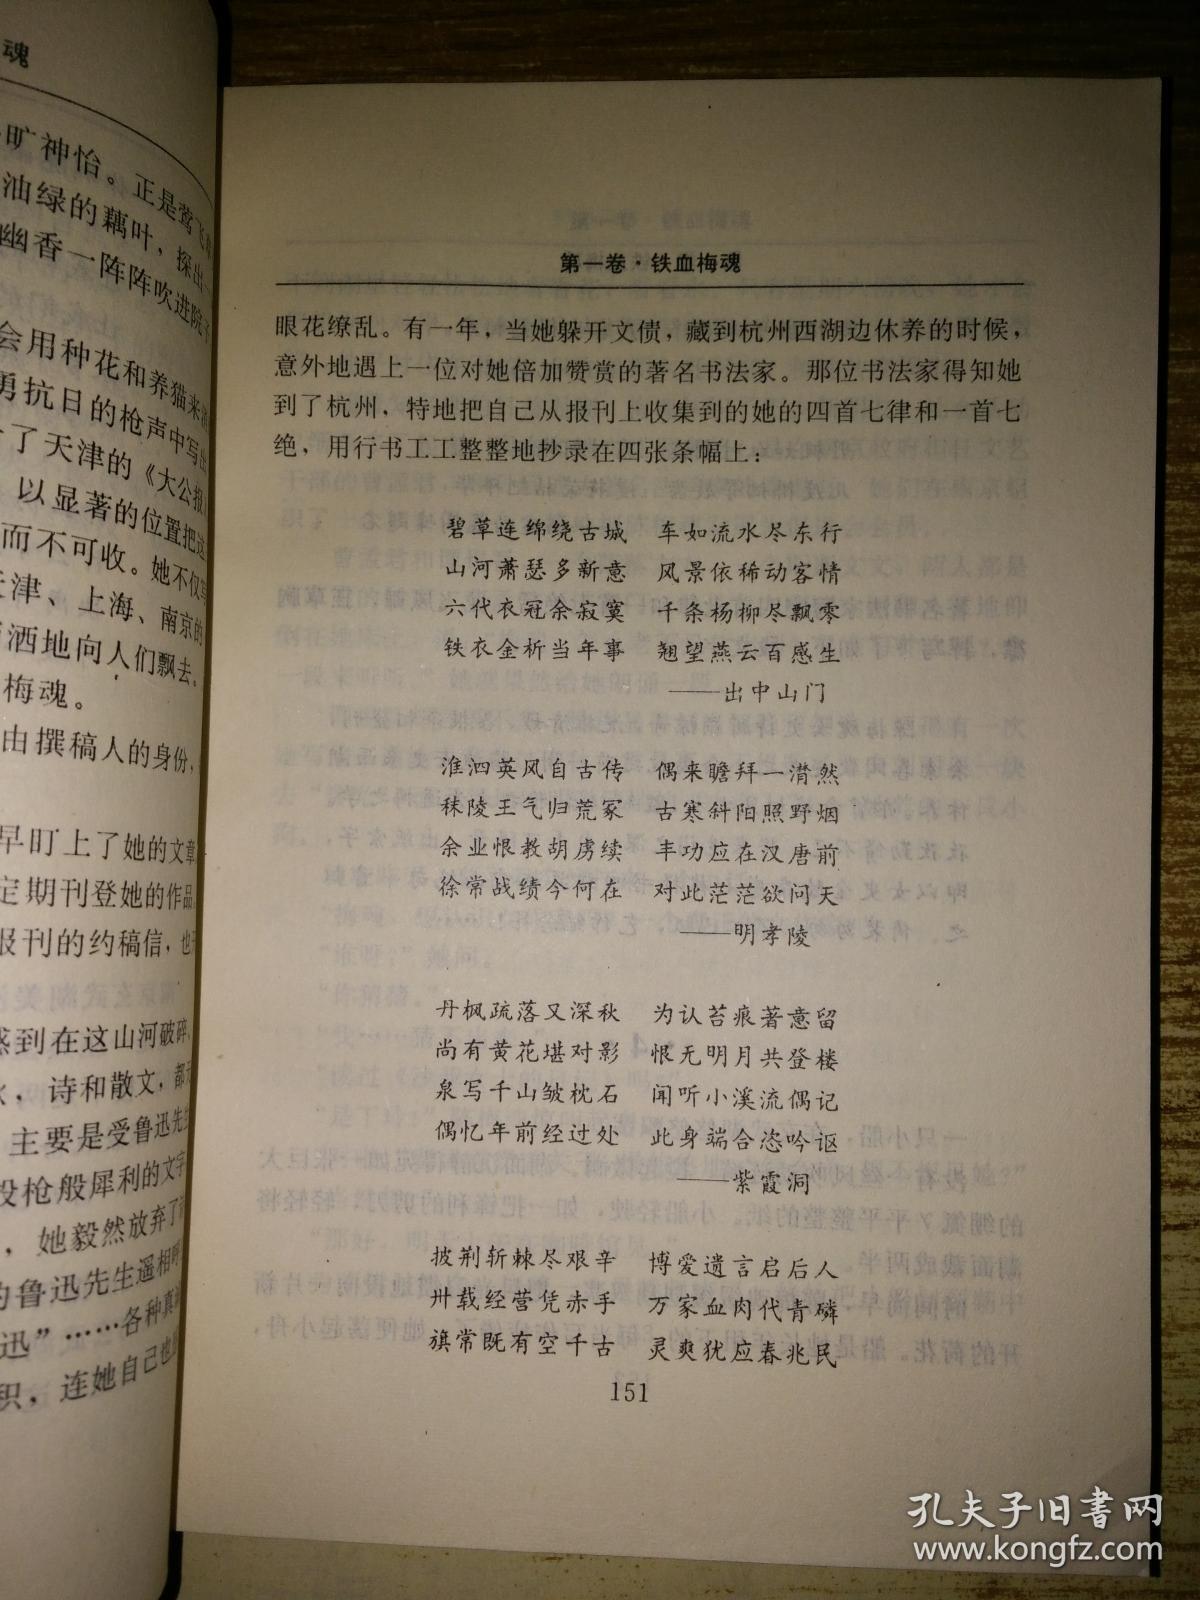 魂
旷神怡。正是莺飞
油绿的藕叶，探出
幽香一阵阵吹进院子
会用种花和养猫来
勇抗日的枪声中写出
了天津的《大公报
以显著的位置把这
而不可收。她不仅写
天津、上海、南京的
洒地向人们飘去。
梅魂。
由撰稿人的身份，
早盯上了她的文章
定期刊登她的作品。
报刊的约稿信，也
感到在这山河破碎、
，诗和散文，都
主要是受鲁迅先生
投枪般犀利的文字
，她毅然放弃了
的鲁迅先生遥相呼
迅”……各种真
积，连她自己也
第一卷·铁血梅魂
眼花缭乱。有一年，当她躲开文债，藏到杭州西湖边休养的时候，
意外地遇上一位对她倍加赞赏的著名书法家。那位书法家得知她
到了杭州，特地把自己从报刊上收集到的她的四首七律和一首七
绝，用行书工工整整地抄录在四张条幅上：
碧草连绵绕古城　车如流水尽东行
山河萧瑟多新意　风景依稀动客情
六代衣冠余寂寞　千条杨柳尽飘零
铁衣金析当年事　翘望燕云百感生
——出中山门
淮泗英风自古传　偶来瞻拜一潸然
秣陵王气归荒冢　古寒斜阳照野烟
余业恨教胡虏续　丰功应在汉唐前
徐常战绩今何在　对此茫茫欲问天
——明孝陵
丹枫疏落又深秋　为认苔痕著意留
尚有黄花堪对影　恨无明月共登楼
泉写千山皱枕石　闻听小溪流偶记
偶忆年前经过处　此身端合恣吟讴
——紫霞洞
披荆斩棘尽艰辛　博爱遗言启后人
卅载经营凭赤手　万家血肉代青磷
旗常既有空千古　灵爽犹应春兆民
151
孔夫子旧书网
www.kongfz.com